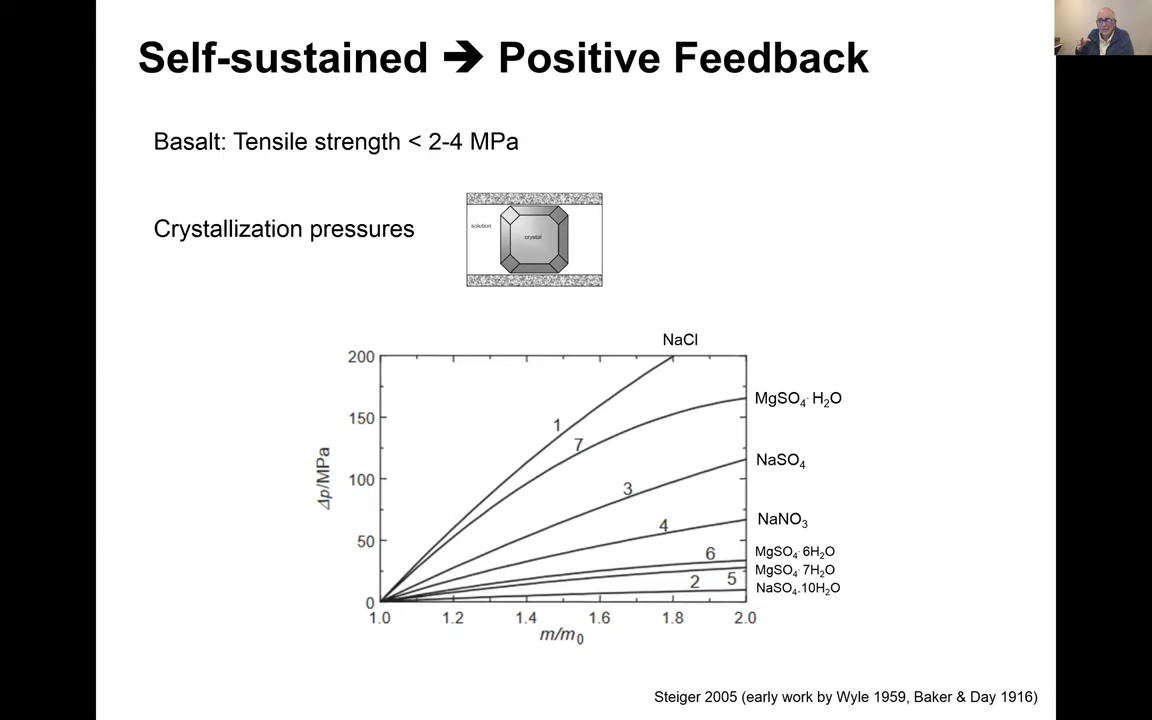 Self-sustained ➔ Positive Feedback
Basalt: Tensile strength < 2-4 MPa
Crystallization pressures
solution
crystal
NaCl
200
150
100
50
0
Δp/MPa
1
7
3
4
6
2
5
MgSO₄·H₂O
NaSO₄
NaNO₃
MgSO₄·6H₂O
MgSO₄·7H₂O
NaSO₄.10H₂O
1.0 1.2 1.4 1.6 1.8 2.0
m/m₀
Steiger 2005 (early work by Wyle 1959, Baker & Day 1916)